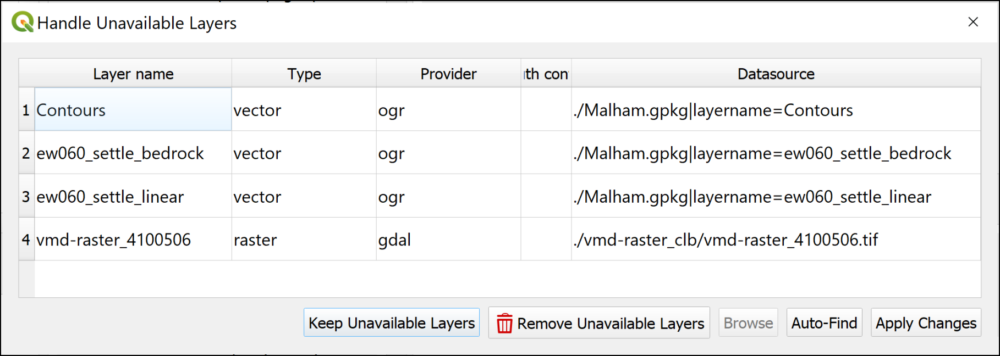 Handle Unavailable Layers
Layer name Type Provider th con Datasource
1 Contours vector ogr ./Malham.gpkg|layername=Contours
2 ew060_settle_bedrock vector ogr ./Malham.gpkg|layername=ew060_settle_bedrock
3 ew060_settle_linear vector ogr ./Malham.gpkg|layername=ew060_settle_linear
4 vmd-raster_4100506 raster gdal ./vmd-raster_clb/vmd-raster_4100506.tif
Keep Unavailable Layers Remove Unavailable Layers Browse Auto-Find Apply Changes